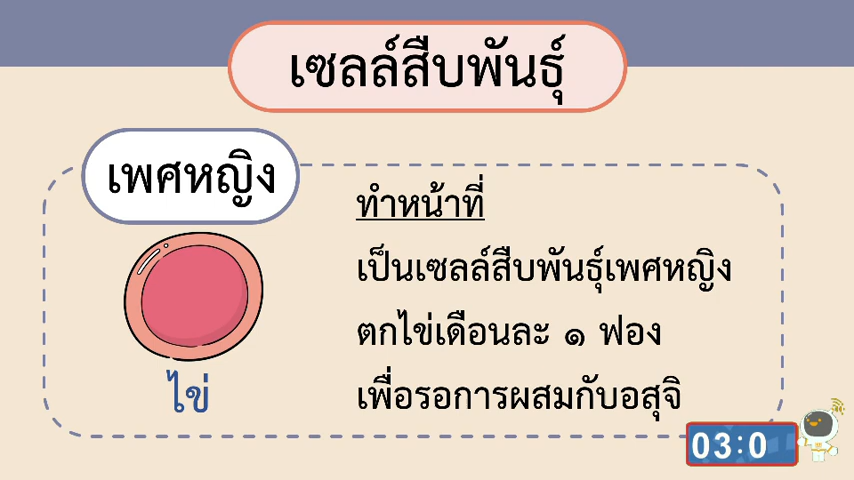 เซลล์สืบพันธุ์
เพศหญิง
ทำหน้าที่
เป็นเซลล์สืบพันธุ์เพศหญิง
ตกไข่เดือนละ ๑ ฟอง
เพื่อรอการผสมกับอสุจิ
ไข่
03:0